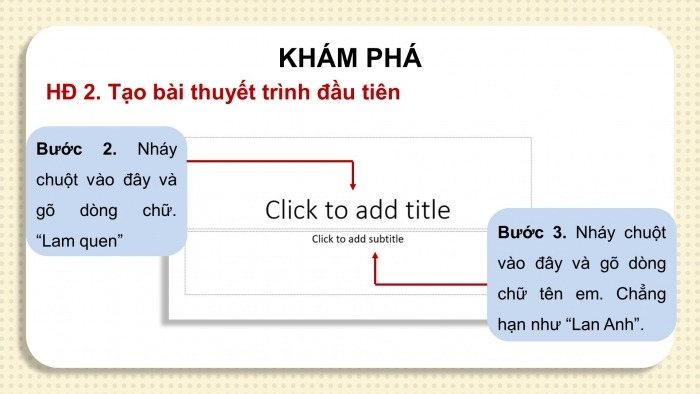 KHÁM PHÁ
HĐ 2. Tạo bài thuyết trình đầu tiên
Bước 2. Nháy
chuột vào đây và
gõ dòng chữ.
“Lam quen”
Click to add title
Click to add subtitle
Bước 3. Nháy chuột
vào đây và gõ dòng
chữ tên em. Chẳng
hạn như “Lan Anh”.